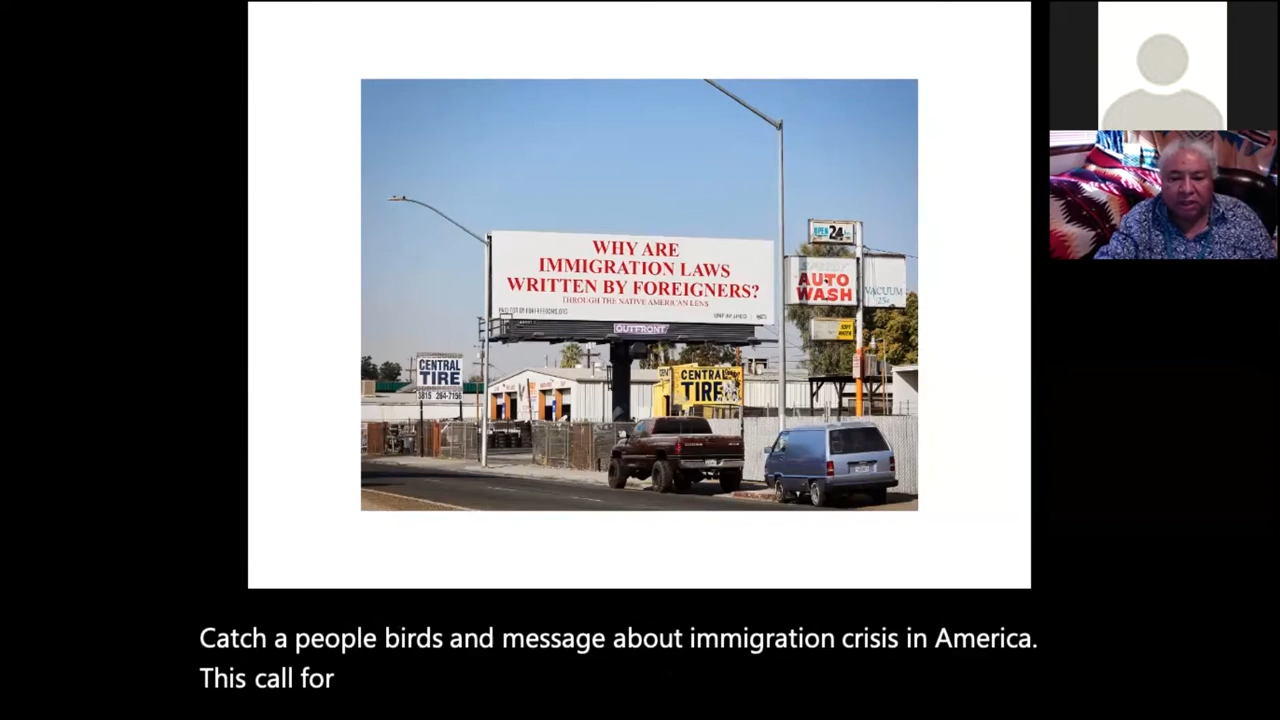 WHY ARE
IMMIGRATION LAWS
WRITTEN BY FOREIGNERS?
THROUGH THE NATIVE AMERICAN LENS
OUTFRONT
OPEN 24
AUTO
WASH
VACUUM
25¢
CENTRAL
TIRE
CENTRAL
TIRE
Catch a people birds and message about immigration crisis in America.
This call for